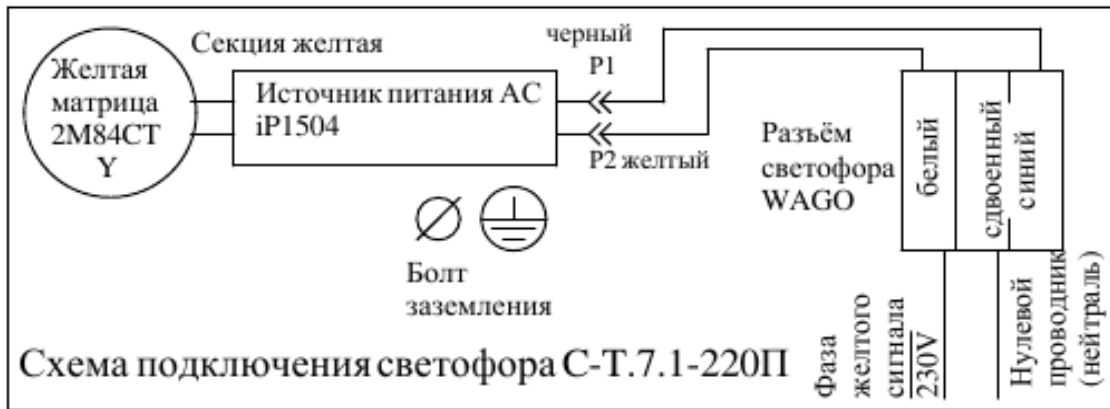 Секция желтая
Желтая
матрица
2М84СТ
Y
Источник питания АС
iP1504
черный
P1
P2 желтый
Разъём
светофора
WAGO
белый
сдвоенный
синий
Болт
заземления
Фаза
желтого
сигнала
230V
Нулевой
проводник
(нейтраль)
Схема подключения светофора С-Т.7.1-220П